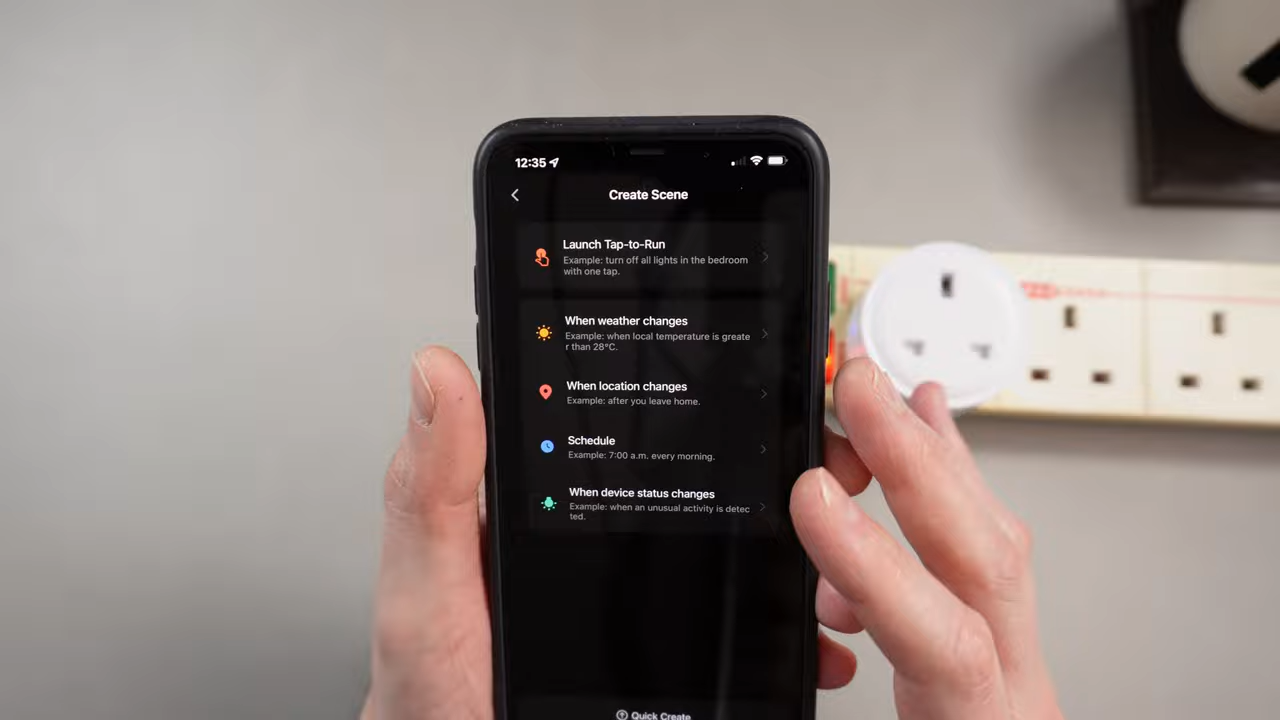 12:35
Create Scene
Launch Tap-to-Run
Example: turn off all lights in the bedroom
with one tap.
When weather changes
Example: when local temperature is greate
r than 28°C.
When location changes
Example: after you leave home.
Schedule
Example: 7:00 a.m. every morning.
When device status changes
Example: when an unusual activity is detec
ted.
Quick Create